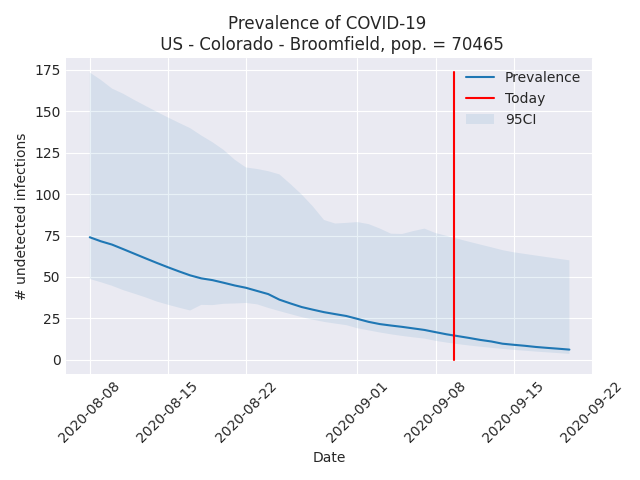 Prevalence of COVID-19
US - Colorado - Broomfield, pop. = 70465
175
150
125
100
75
50
25
0
# undetected infections
Prevalence
Today
95CI
2020-08-08
2020-08-15
2020-08-22
2020-09-01
2020-09-08
2020-09-15
2020-09-22
Date